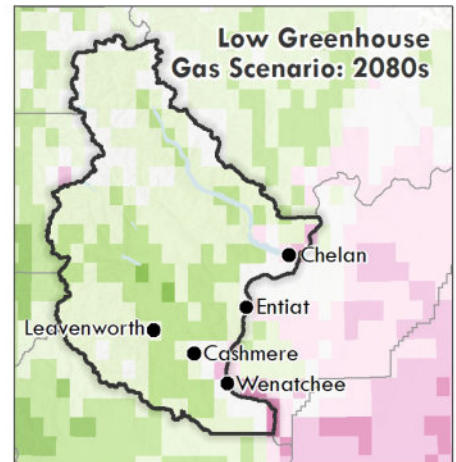 Low Greenhouse
Gas Scenario: 2080s
Chelan
Entiat
Leavenworth
Cashmere
Wenatchee